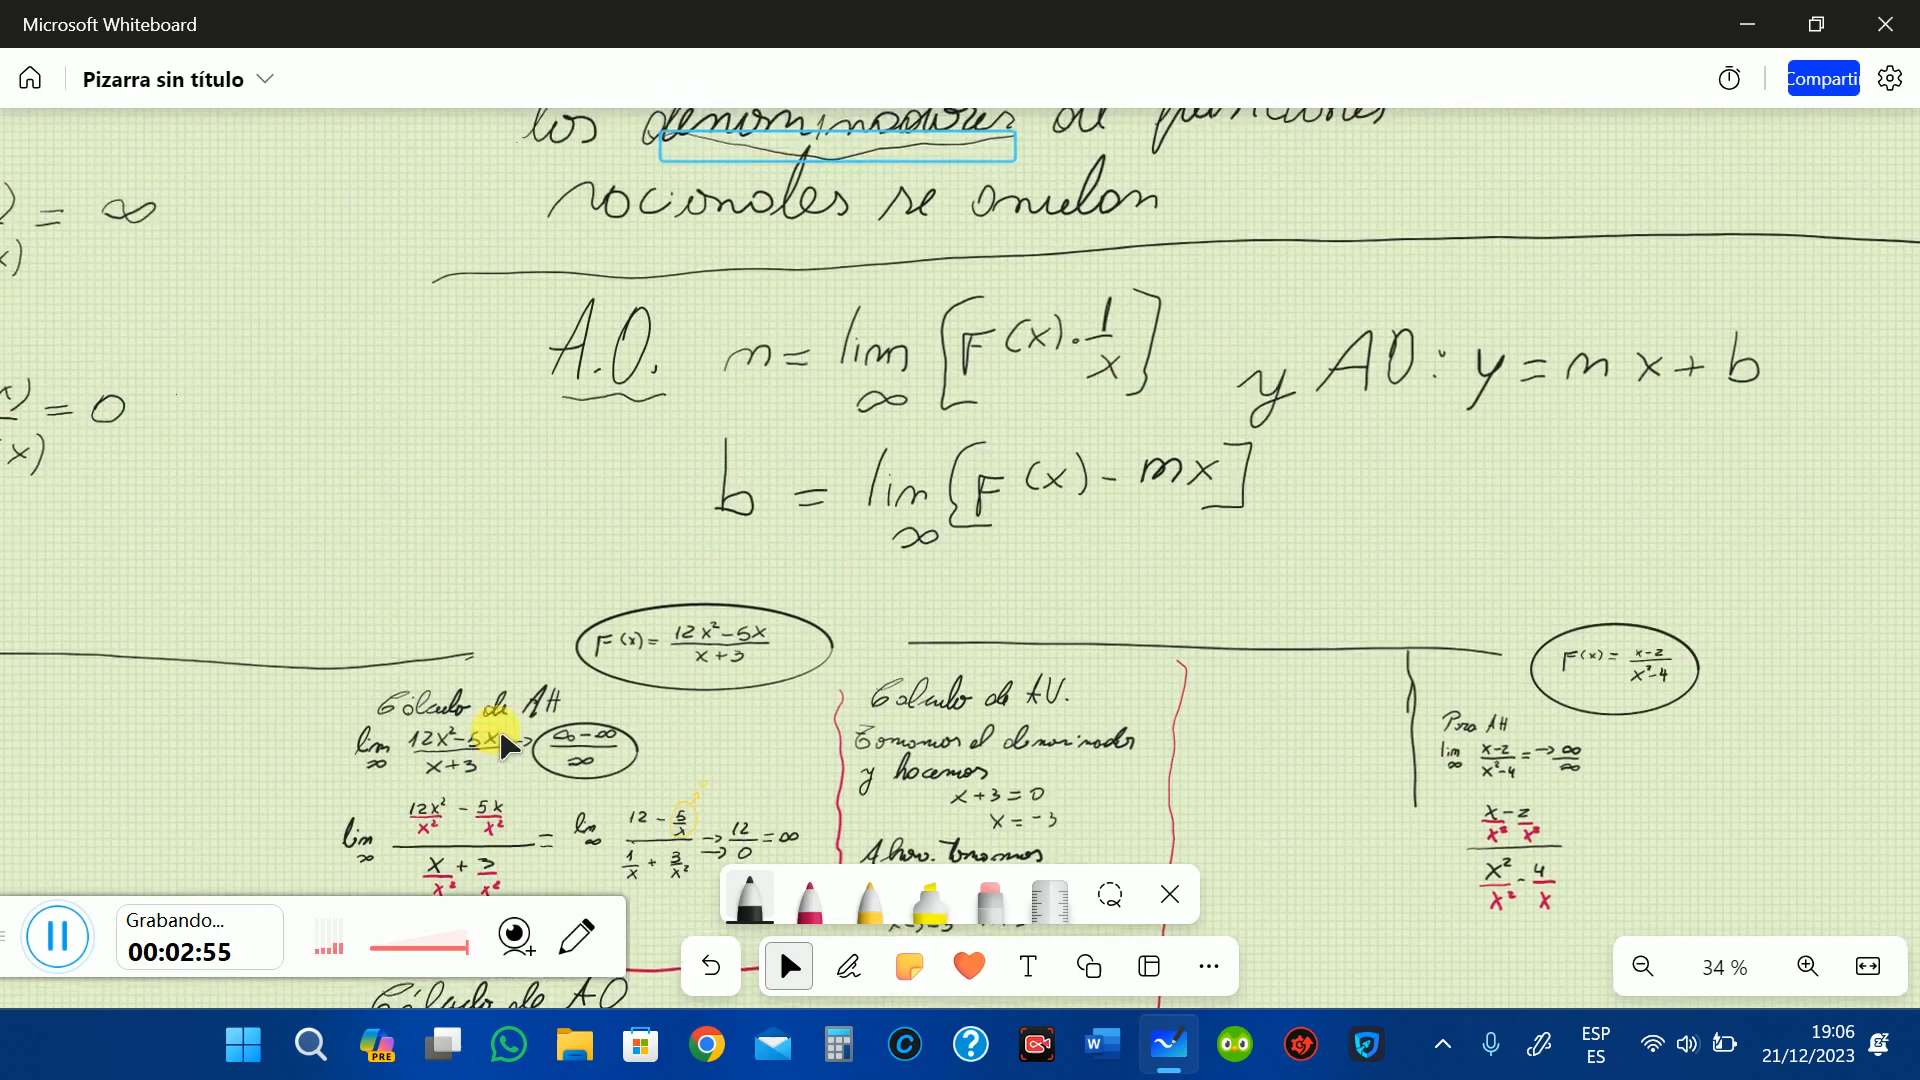 Microsoft Whiteboard
Pizarra sin título
Comparti
los denominadores de funciones
racionales se anulan
) = ∞
x)
x) = 0
x)
A.O. m = lim [F(x) · 1/x] y AO: y = mx + b
∞
b = lim [F(x) - mx]
∞
F(x) = 12x² - 5x / x + 3
F(x) = x - 2 / x² - 4
Cálculo de AH
lim 12x² - 5x / x + 3 → ∞ - ∞ / ∞
∞
lim 12x²/x² - 5x/x² / x/x² + 3/x² = lim 12 - 5/x / 1/x + 3/x² → 12 / → 0 = ∞
∞ ∞
Cálculo de AV.
Tomamos el denominador
y hacemos
x + 3 = 0
x = -3
Ahora tomamos
Para AH
lim x - 2 / x² - 4 = → ∞ / ∞
∞
x/x² - 2/x²
x²/x² - 4/x
Grabando...
00:02:55
Cálculo de AO
34 %
PRE
ESP
ES
19:06
21/12/2023